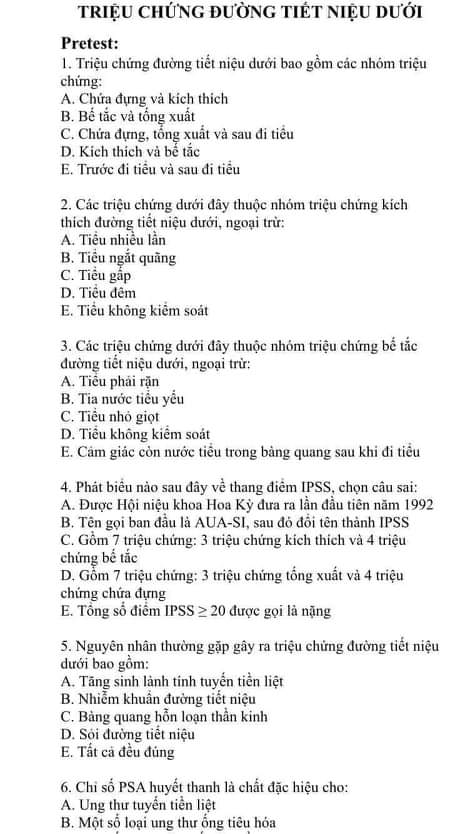 TRIỆU CHỨNG ĐƯỜNG TIẾT NIỆU DƯỚI
Pretest:
1. Triệu chứng đường tiết niệu dưới bao gồm các nhóm triệu
chứng:
A. Chứa đựng và kích thích
B. Bế tắc và tống xuất
C. Chứa đựng, tống xuất và sau đi tiểu
D. Kích thích và bế tắc
E. Trước đi tiểu và sau đi tiểu
2. Các triệu chứng dưới đây thuộc nhóm triệu chứng kích
thích đường tiết niệu dưới, ngoại trừ:
A. Tiểu nhiều lần
B. Tiểu ngắt quãng
C. Tiểu gấp
D. Tiểu đêm
E. Tiểu không kiểm soát
3. Các triệu chứng dưới đây thuộc nhóm triệu chứng bế tắc
đường tiết niệu dưới, ngoại trừ:
A. Tiểu phải rặn
B. Tia nước tiểu yếu
C. Tiểu nhỏ giọt
D. Tiểu không kiểm soát
E. Cảm giác còn nước tiểu trong bàng quang sau khi đi tiểu
4. Phát biểu nào sau đây về thang điểm IPSS, chọn câu sai:
A. Được Hội niệu khoa Hoa Kỳ đưa ra lần đầu tiên năm 1992
B. Tên gọi ban đầu là AUA-SI, sau đó đổi tên thành IPSS
C. Gồm 7 triệu chứng: 3 triệu chứng kích thích và 4 triệu
chứng bế tắc
D. Gồm 7 triệu chứng: 3 triệu chứng tống xuất và 4 triệu
chứng chứa đựng
E. Tổng số điểm IPSS ≥ 20 được gọi là nặng
5. Nguyên nhân thường gặp gây ra triệu chứng đường tiết niệu
dưới bao gồm:
A. Tăng sinh lành tính tuyến tiền liệt
B. Nhiễm khuẩn đường tiết niệu
C. Bàng quang hỗn loạn thần kinh
D. Sỏi đường tiết niệu
E. Tất cả đều đúng
6. Chỉ số PSA huyết thanh là chất đặc hiệu cho:
A. Ung thư tuyến tiền liệt
B. Một số loại ung thư ống tiêu hóa